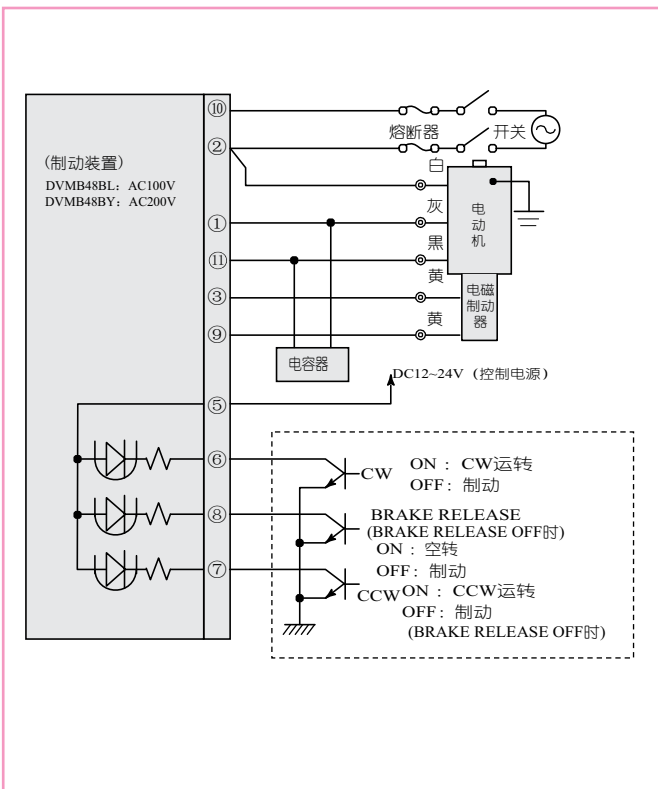 ⑩
熔断器
开关
②
白
(制动装置)
DVMB48BL：AC100V
DVMB48BY：AC200V
灰
①
电
动
机
黑
⑪
黄
③
电磁
制动
器
黄
⑨
电容器
DC12~24V（控制电源）
⑤
⑥
CW
ON ：CW运转
OFF：制动
⑧
BRAKE RELEASE
(BRAKE RELEASE OFF时)
ON ：空转
OFF：制动
⑦
CCW
ON ：CCW运转
OFF：制动
(BRAKE RELEASE OFF时)